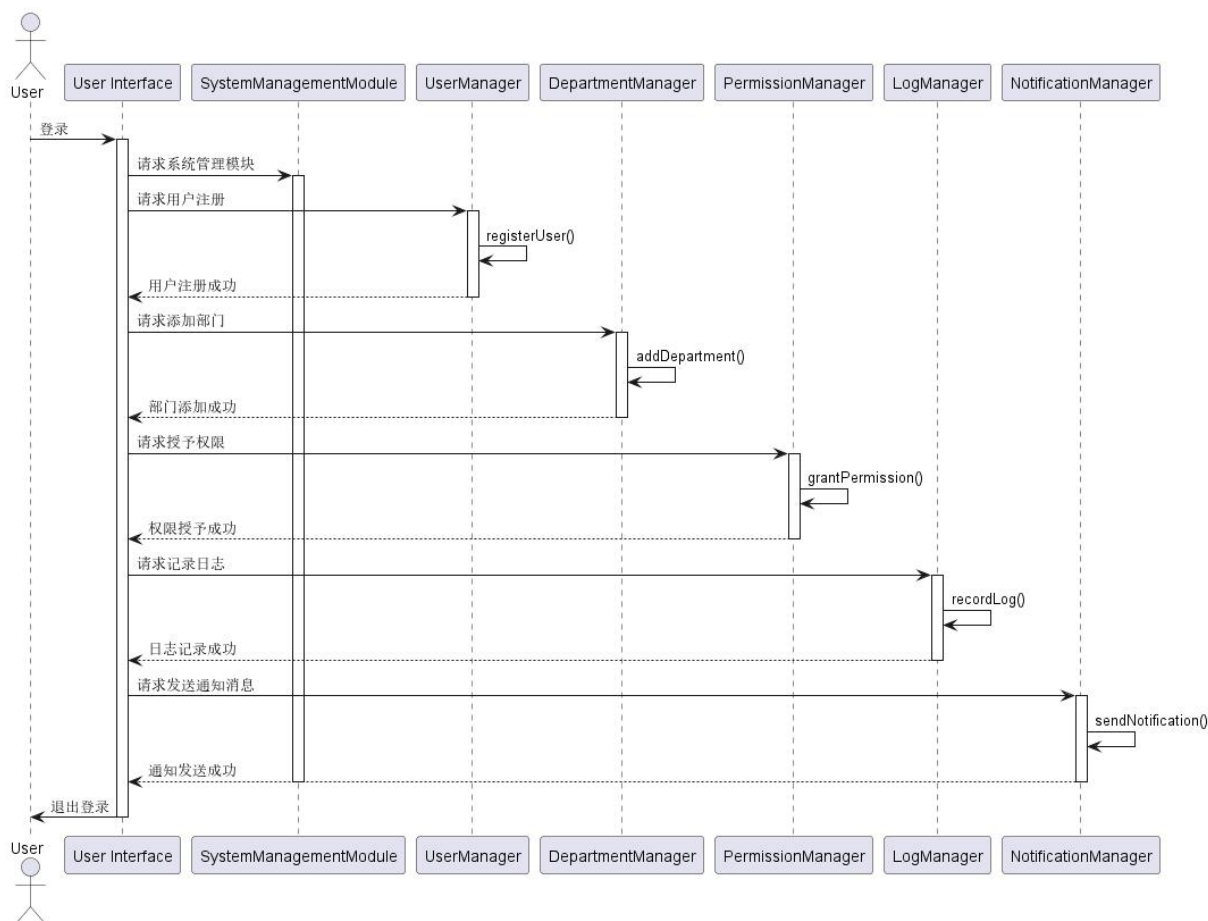 User
User Interface
SystemManagementModule
UserManager
DepartmentManager
PermissionManager
LogManager
NotificationManager
登录
请求系统管理模块
请求用户注册
registerUser()
用户注册成功
请求添加部门
addDepartment()
部门添加成功
请求授予权限
grantPermission()
权限授予成功
请求记录日志
recordLog()
日志记录成功
请求发送通知消息
sendNotification()
通知发送成功
退出登录
User
User Interface
SystemManagementModule
UserManager
DepartmentManager
PermissionManager
LogManager
NotificationManager